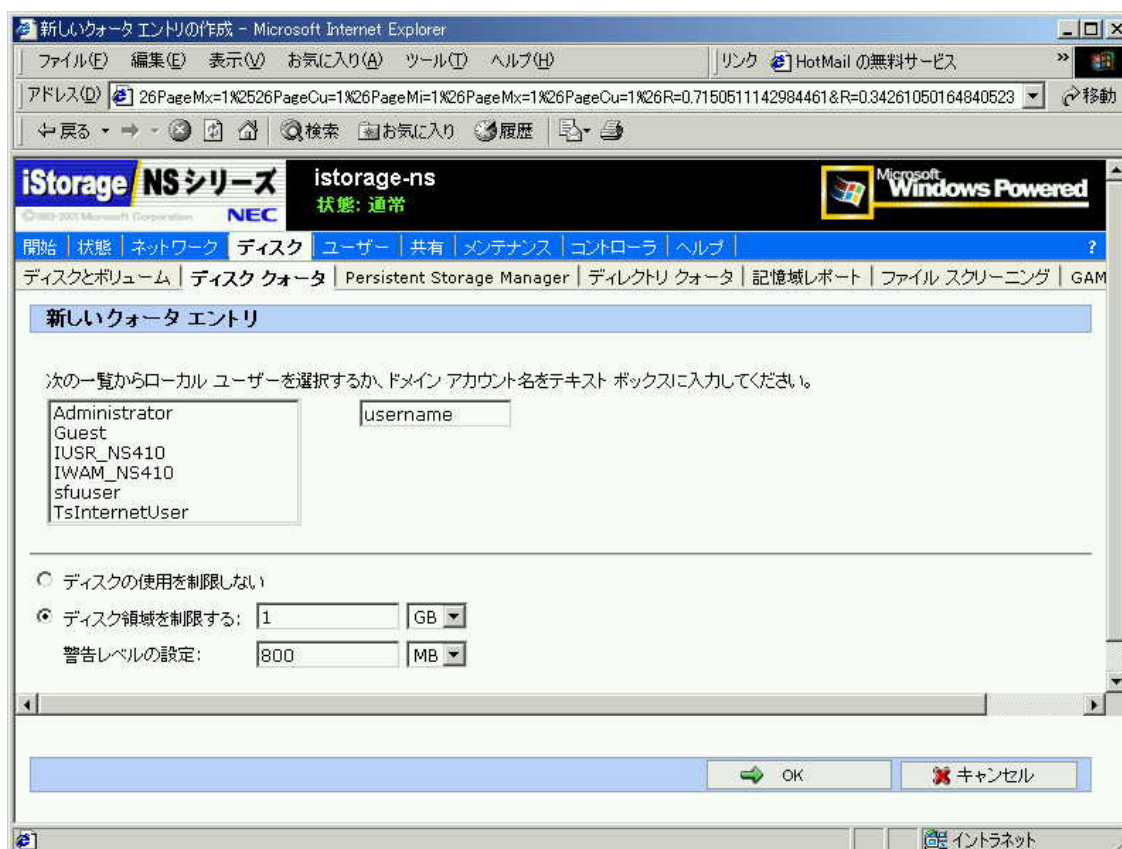 新しいクォータ エントリの作成 - Microsoft Internet Explorer
ファイル(F) 編集(E) 表示(V) お気に入り(A) ツール(T) ヘルプ(H) リンク HotMail の無料サービス »
アドレス(D) 26PageMx=1%2526PageCu=1%26PageMi=1%26PageMx=1%26PageCu=1%26R=0.7150511142984461&R=0.34261050164840523 移動
戻る 検索 お気に入り 履歴
iStorage NSシリーズ
©1983-2001 Microsoft Corporation. NEC
istorage-ns
状態: 通常
Microsoft Windows Powered
開始 状態 ネットワーク ディスク ユーザー 共有 メンテナンス コントローラ ヘルプ ?
ディスクとボリューム ディスク クォータ Persistent Storage Manager ディレクトリ クォータ 記憶域レポート ファイル スクリーニング GAM
新しいクォータ エントリ
次の一覧からローカル ユーザーを選択するか、ドメイン アカウント名をテキスト ボックスに入力してください。
Administrator
Guest
IUSR_NS410
IWAM_NS410
sfuuser
TsInternetUser
username
ディスクの使用を制限しない
ディスク領域を制限する: 1 GB
警告レベルの設定: 800 MB
OK キャンセル
イントラネット